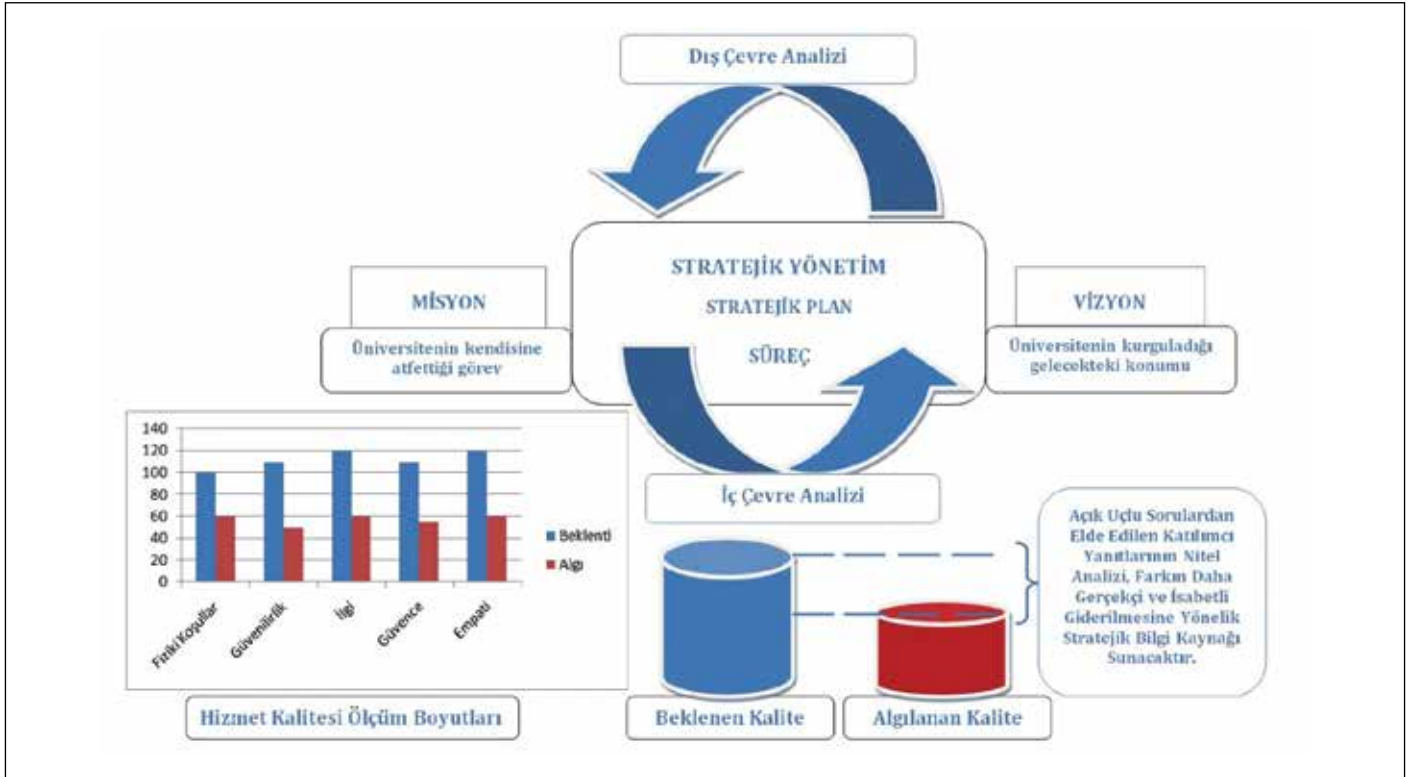 Dış Çevre Analizi
STRATEJİK YÖNETİM
STRATEJİK PLAN
SÜREÇ
MİSYON
Üniversitenin kendisine
atfettiği görev
VİZYON
Üniversitenin kurguladığı
gelecekteki konumu
İç Çevre Analizi
140
120
100
80
60
40
20
0
Fiziki Koşullar
Güvenilirlik
İlgi
Güvence
Empati
Beklenti
Algı
Hizmet Kalitesi Ölçüm Boyutları
Beklenen Kalite
Algılanan Kalite
Açık Uçlu Sorulardan
Elde Edilen Katılımcı
Yanıtlarının Nitel
Analizi, Farkın Daha
Gerçekçi ve İsabetli
Giderilmesine Yönelik
Stratejik Bilgi Kaynağı
Sunacaktır.